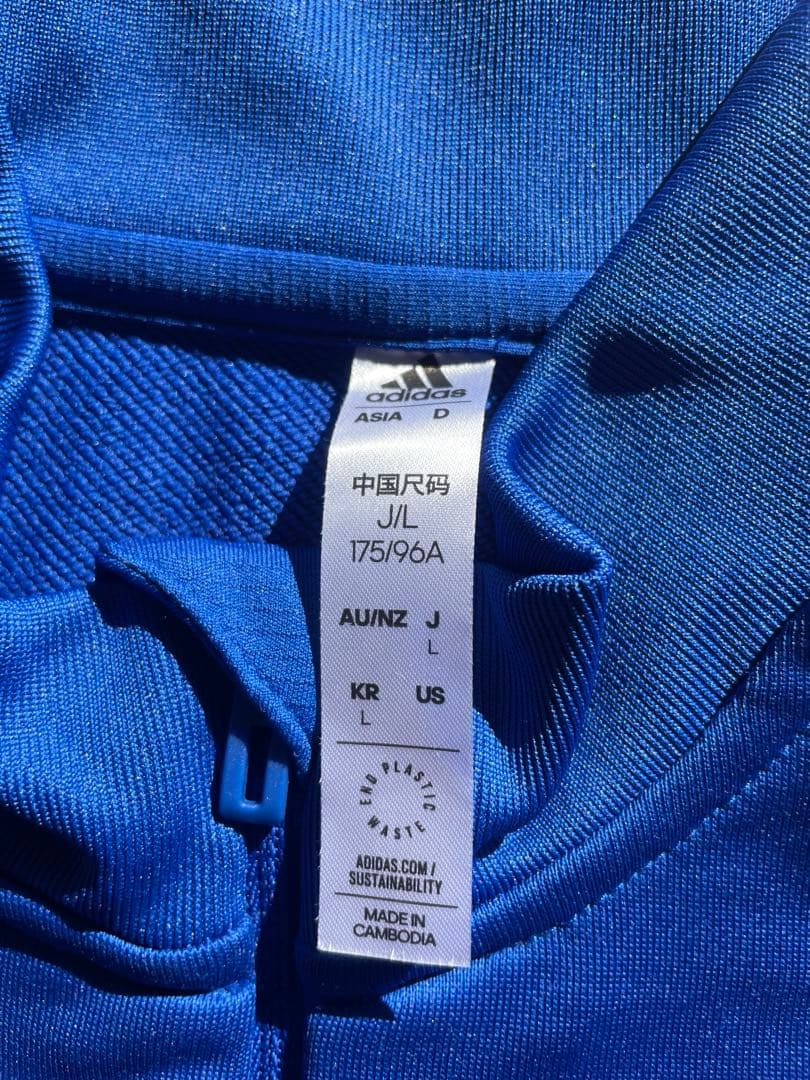 adidas
ASIA D
中国尺码
J/L
175/96A
AU/NZ J
L
KR US
L
END PLASTIC WASTE
ADIDAS.COM/
SUSTAINABILITY
MADE IN
CAMBODIA